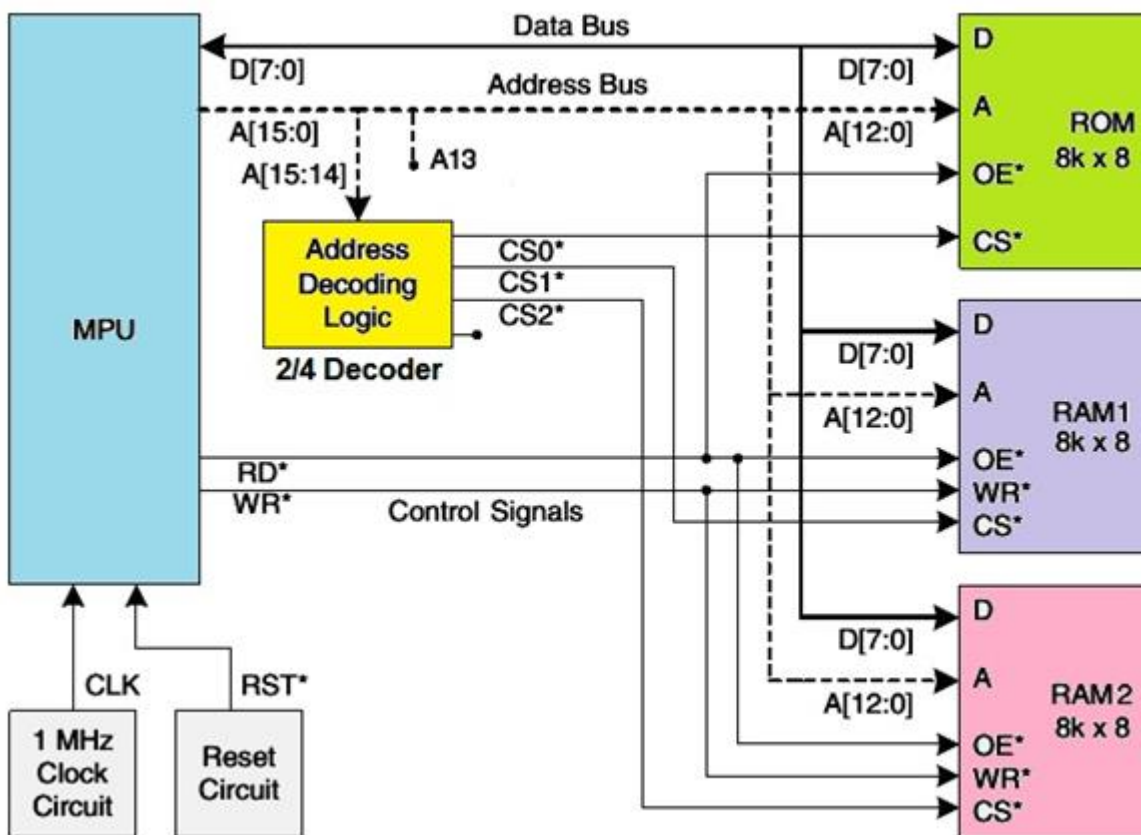 Data Bus
D[7:0]
D[7:0]
D
Address Bus
A[15:0]
A[12:0]
A
ROM
8k x 8
A[15:14]
A13
OE*
CS*
Address
Decoding
Logic
CS0*
CS1*
CS2*
2/4 Decoder
MPU
D
D[7:0]
A
A[12:0]
RAM1
8k x 8
OE*
WR*
CS*
RD*
WR*
Control Signals
D
D[7:0]
A
A[12:0]
RAM2
8k x 8
OE*
WR*
CS*
CLK
RST*
1 MHz
Clock
Circuit
Reset
Circuit